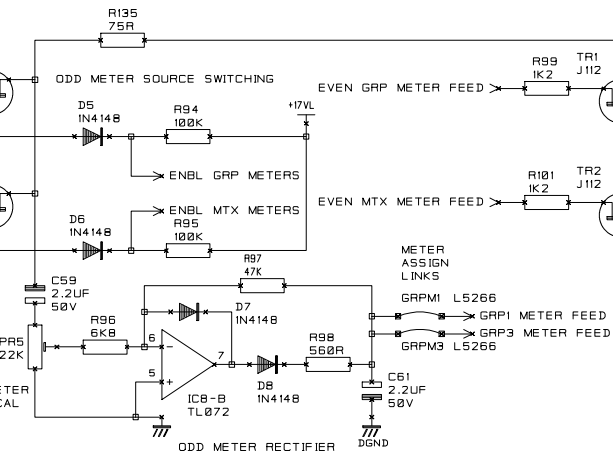 R135
75R
ODD METER SOURCE SWITCHING
R99
1K2
TR1
J112
EVEN GRP METER FEED
D5
1N4148
R94
100K
+17VL
ENBL GRP METERS
ENBL MTX METERS
R101
1K2
TR2
J112
EVEN MTX METER FEED
D6
1N4148
R95
100K
METER
ASSIGN
LINKS
R97
47K
C59
2.2UF
50V
GRPM1 L5266
GRP1 METER FEED
GRP3 METER FEED
GRPM3 L5266
D7
1N4148
R96
6K8
PR5
22K
6
-
7
5
+
R98
560R
D8
1N4148
IC8-B
TL072
C61
2.2UF
50V
ETER
CAL
ODD METER RECTIFIER
DGND